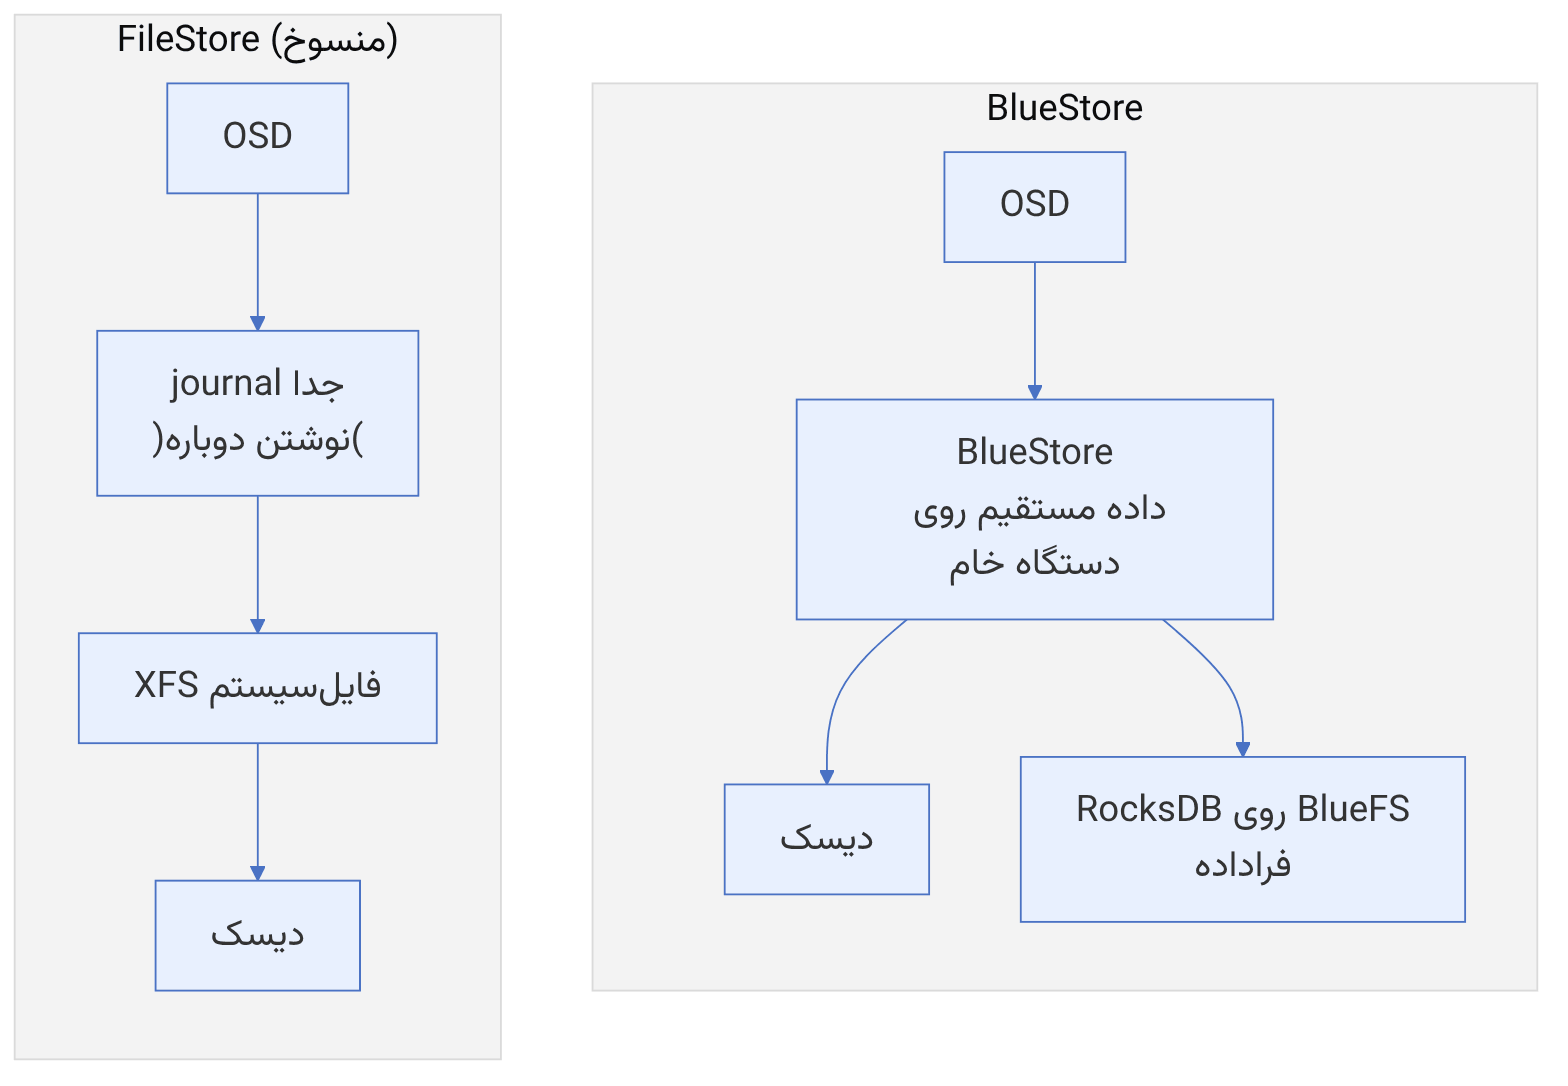 FileStore (منسوخ)
OSD
journal جدا
(نوشتن دوباره)
فایل‌سیستم XFS
دیسک
BlueStore
OSD
BlueStore
داده مستقیم روی
دستگاه خام
دیسک
RocksDB روی BlueFS
فراداده